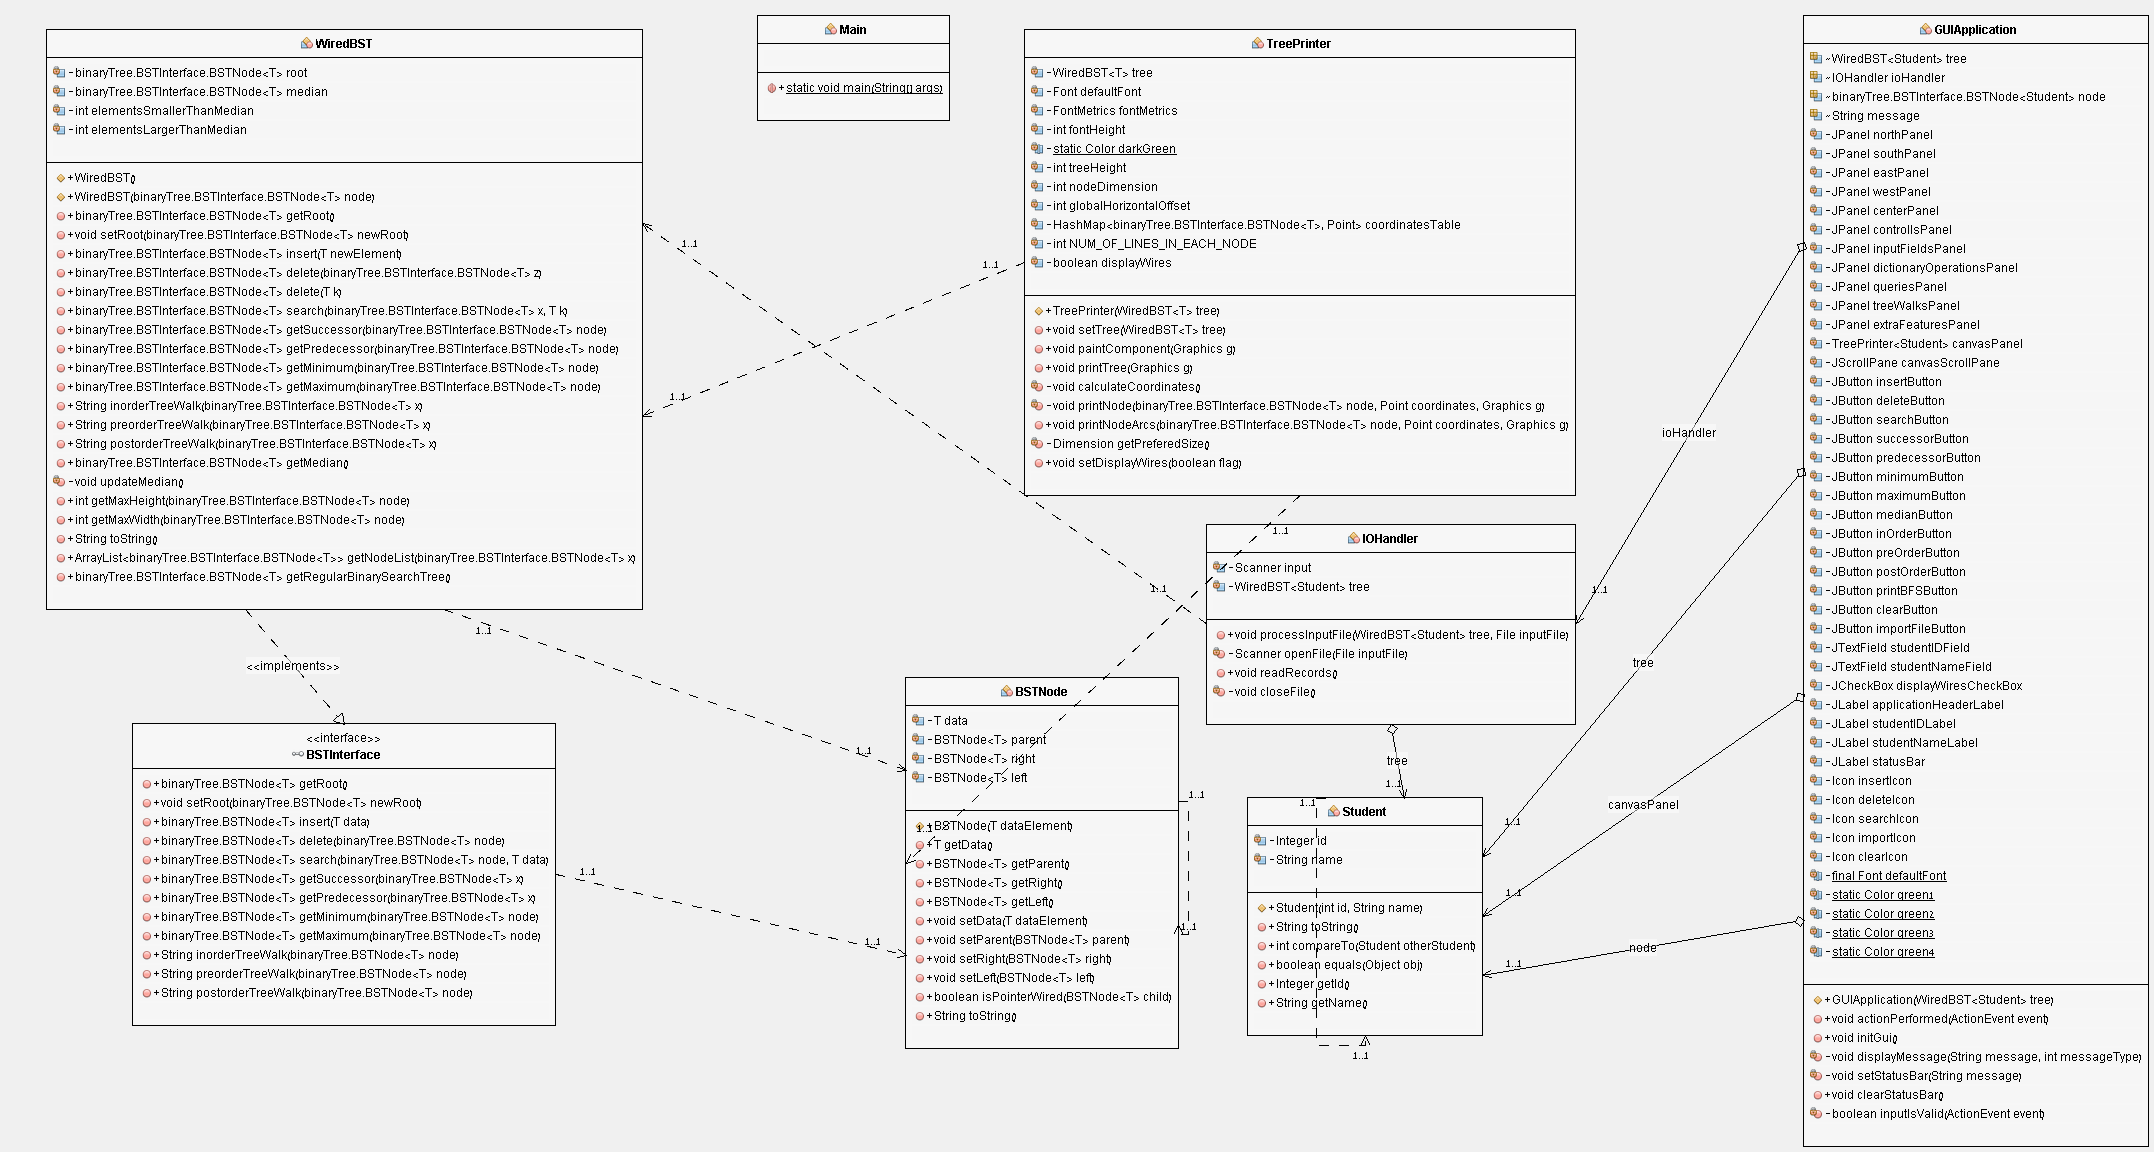 WiredBST
-binaryTree.BSTInterface.BSTNode<T> root
-binaryTree.BSTInterface.BSTNode<T> median
-int elementsSmallerThanMedian
-int elementsLargerThanMedian
+WiredBST()
+WiredBST(binaryTree.BSTInterface.BSTNode<T> node)
+binaryTree.BSTInterface.BSTNode<T> getRoot()
+void setRoot(binaryTree.BSTInterface.BSTNode<T> newRoot)
+binaryTree.BSTInterface.BSTNode<T> insert(T newElement)
+binaryTree.BSTInterface.BSTNode<T> delete(binaryTree.BSTInterface.BSTNode<T> z)
+binaryTree.BSTInterface.BSTNode<T> delete(T k)
+binaryTree.BSTInterface.BSTNode<T> search(binaryTree.BSTInterface.BSTNode<T> x, T k)
+binaryTree.BSTInterface.BSTNode<T> getSuccessor(binaryTree.BSTInterface.BSTNode<T> node)
+binaryTree.BSTInterface.BSTNode<T> getPredecessor(binaryTree.BSTInterface.BSTNode<T> node)
+binaryTree.BSTInterface.BSTNode<T> getMinimum(binaryTree.BSTInterface.BSTNode<T> node)
+binaryTree.BSTInterface.BSTNode<T> getMaximum(binaryTree.BSTInterface.BSTNode<T> node)
+String inorderTreeWalk(binaryTree.BSTInterface.BSTNode<T> x)
+String preorderTreeWalk(binaryTree.BSTInterface.BSTNode<T> x)
+String postorderTreeWalk(binaryTree.BSTInterface.BSTNode<T> x)
+binaryTree.BSTInterface.BSTNode<T> getMedian()
-void updateMedian()
+int getMaxHeight(binaryTree.BSTInterface.BSTNode<T> node)
+int getMaxWidth(binaryTree.BSTInterface.BSTNode<T> node)
+String toString()
+ArrayList<binaryTree.BSTInterface.BSTNode<T>> getNodeList(binaryTree.BSTInterface.BSTNode<T> x)
+binaryTree.BSTInterface.BSTNode<T> getRegularBinarySearchTree()
Main
+static void main(String[] args)
TreePrinter
-WiredBST<T> tree
-Font defaultFont
-FontMetrics fontMetrics
-int fontHeight
-static Color darkGreen
-int treeHeight
-int nodeDimension
-int globalHorizontalOffset
-HashMap<binaryTree.BSTInterface.BSTNode<T>, Point> coordinatesTable
-int NUM_OF_LINES_IN_EACH_NODE
-boolean displayWires
+TreePrinter(WiredBST<T> tree)
+void setTree(WiredBST<T> tree)
+void paintComponent(Graphics g)
+void printTree(Graphics g)
-void calculateCoordinates()
-void printNode(binaryTree.BSTInterface.BSTNode<T> node, Point coordinates, Graphics g)
+void printNodeArcs(binaryTree.BSTInterface.BSTNode<T> node, Point coordinates, Graphics g)
-Dimension getPreferedSize()
+void setDisplayWires(boolean flag)
GUIApplication
~WiredBST<Student> tree
~IOHandler ioHandler
~binaryTree.BSTInterface.BSTNode<Student> node
~String message
-JPanel northPanel
-JPanel southPanel
-JPanel eastPanel
-JPanel westPanel
-JPanel centerPanel
-JPanel controllsPanel
-JPanel inputFieldsPanel
-JPanel dictionaryOperationsPanel
-JPanel queriesPanel
-JPanel treeWalksPanel
-JPanel extraFeaturesPanel
-TreePrinter<Student> canvasPanel
-JScrollPane canvasScrollPane
-JButton insertButton
-JButton deleteButton
-JButton searchButton
-JButton successorButton
-JButton predecessorButton
-JButton minimumButton
-JButton maximumButton
-JButton medianButton
-JButton inOrderButton
-JButton preOrderButton
-JButton postOrderButton
-JButton printBFSButton
-JButton clearButton
-JButton importFileButton
-JTextField studentIDField
-JTextField studentNameField
-JCheckBox displayWiresCheckBox
-JLabel applicationHeaderLabel
-JLabel studentIDLabel
-JLabel studentNameLabel
-JLabel statusBar
-Icon insertIcon
-Icon deleteIcon
-Icon searchIcon
-Icon importIcon
-Icon clearIcon
-final Font defaultFont
-static Color green1
-static Color green2
-static Color green3
-static Color green4
+GUIApplication(WiredBST<Student> tree)
+void actionPerformed(ActionEvent event)
+void initGui()
-void displayMessage(String message, int messageType)
-void setStatusBar(String message)
+void clearStatusBar()
-boolean inputIsValid(ActionEvent event)
1..1
1..1
1..1
1..1
1..1
1..1
1..1
1..1
ioHandler
1..1
tree
1..1
canvasPanel
1..1
node
1..1
IOHandler
-Scanner input
-WiredBST<Student> tree
+void processInputFile(WiredBST<Student> tree, File inputFile)
-Scanner openFile(File inputFile)
+void readRecords()
-void closeFile()
tree
1..1
<<implements>>
1..1
<<interface>>
BSTInterface
+binaryTree.BSTNode<T> getRoot()
+void setRoot(binaryTree.BSTNode<T> newRoot)
+binaryTree.BSTNode<T> insert(T data)
+binaryTree.BSTNode<T> delete(binaryTree.BSTNode<T> node)
+binaryTree.BSTNode<T> search(binaryTree.BSTNode<T> node, T data)
+binaryTree.BSTNode<T> getSuccessor(binaryTree.BSTNode<T> x)
+binaryTree.BSTNode<T> getPredecessor(binaryTree.BSTNode<T> x)
+binaryTree.BSTNode<T> getMinimum(binaryTree.BSTNode<T> node)
+binaryTree.BSTNode<T> getMaximum(binaryTree.BSTNode<T> node)
+String inorderTreeWalk(binaryTree.BSTNode<T> node)
+String preorderTreeWalk(binaryTree.BSTNode<T> node)
+String postorderTreeWalk(binaryTree.BSTNode<T> node)
1..1
1..1
BSTNode
-T data
-BSTNode<T> parent
-BSTNode<T> right
-BSTNode<T> left
+BSTNode(T dataElement)
+T getData()
+BSTNode<T> getParent()
+BSTNode<T> getRight()
+BSTNode<T> getLeft()
+void setData(T dataElement)
+void setParent(BSTNode<T> parent)
+void setRight(BSTNode<T> right)
+void setLeft(BSTNode<T> left)
+boolean isPointerWired(BSTNode<T> child)
+String toString()
1..1
1..1
1..1
Student
-Integer id
-String name
+Student(int id, String name)
+String toString()
+int compareTo(Student otherStudent)
+boolean equals(Object obj)
+Integer getId()
+String getName()
1..1